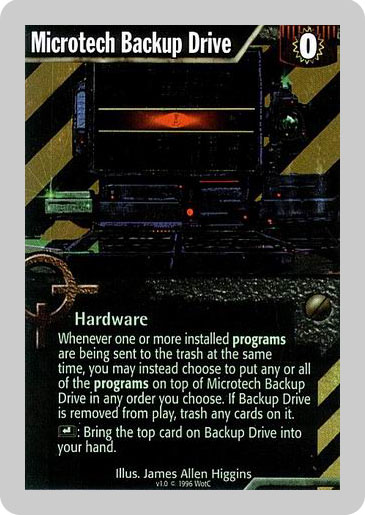 Microtech Backup Drive
0
Hardware
Whenever one or more installed programs
are being sent to the trash at the same
time, you may instead choose to put any or all
of the programs on top of Microtech Backup
Drive in any order you choose. If Backup Drive
is removed from play, trash any cards on it.
: Bring the top card on Backup Drive into
your hand.
Illus. James Allen Higgins
v1.0 © 1996 WotC